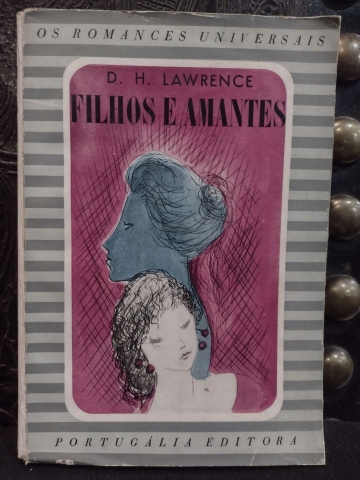 OS ROMANCES UNIVERSAIS
D. H. LAWRENCE
FILHOS E AMANTES
PORTUGÁLIA EDITORA